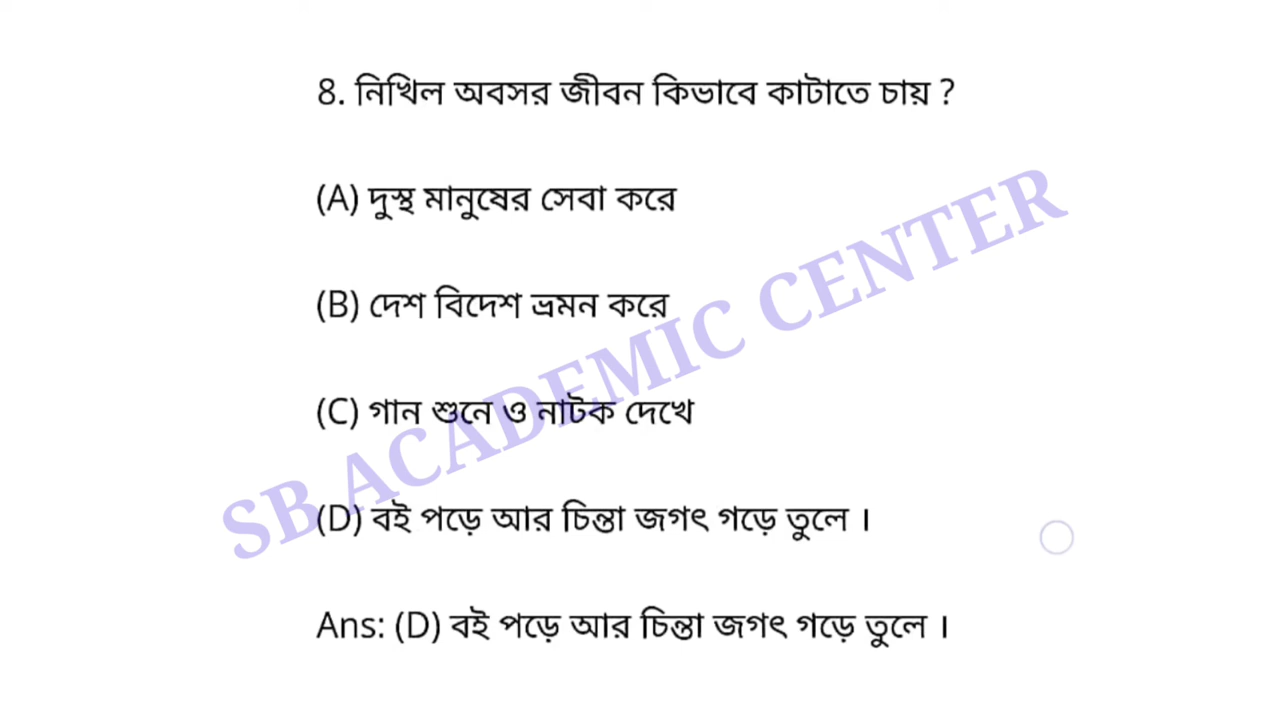 8. নিখিল অবসর জীবন কিভাবে কাটাতে চায় ?
(A) দুস্থ মানুষের সেবা করে
(B) দেশ বিদেশ ভ্রমন করে
(C) গান শুনে ও নাটক দেখে
(D) বই পড়ে আর চিন্তা জগৎ গড়ে তুলে ।
Ans: (D) বই পড়ে আর চিন্তা জগৎ গড়ে তুলে ।
SB ACADEMIC CENTER